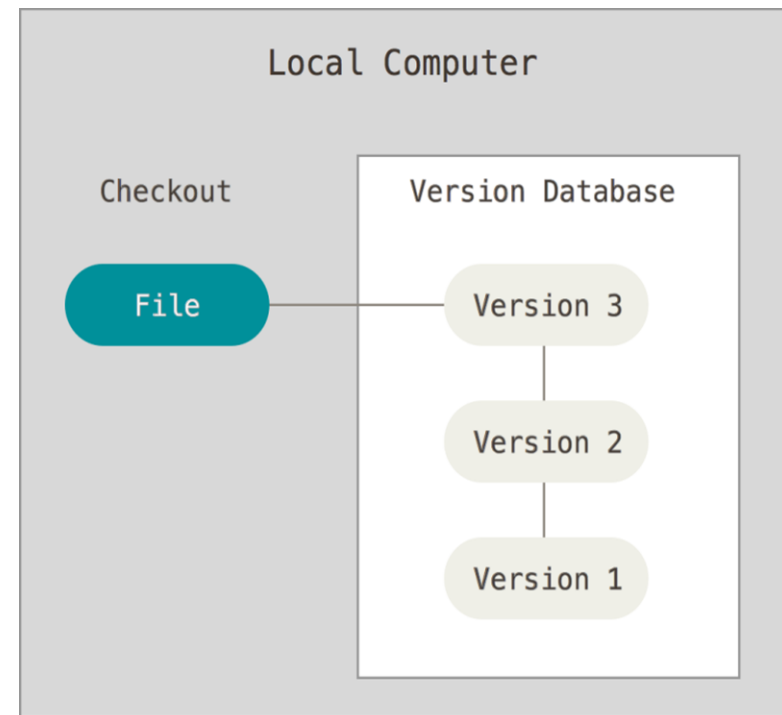 Local Computer
Checkout
Version Database
File
Version 3
Version 2
Version 1